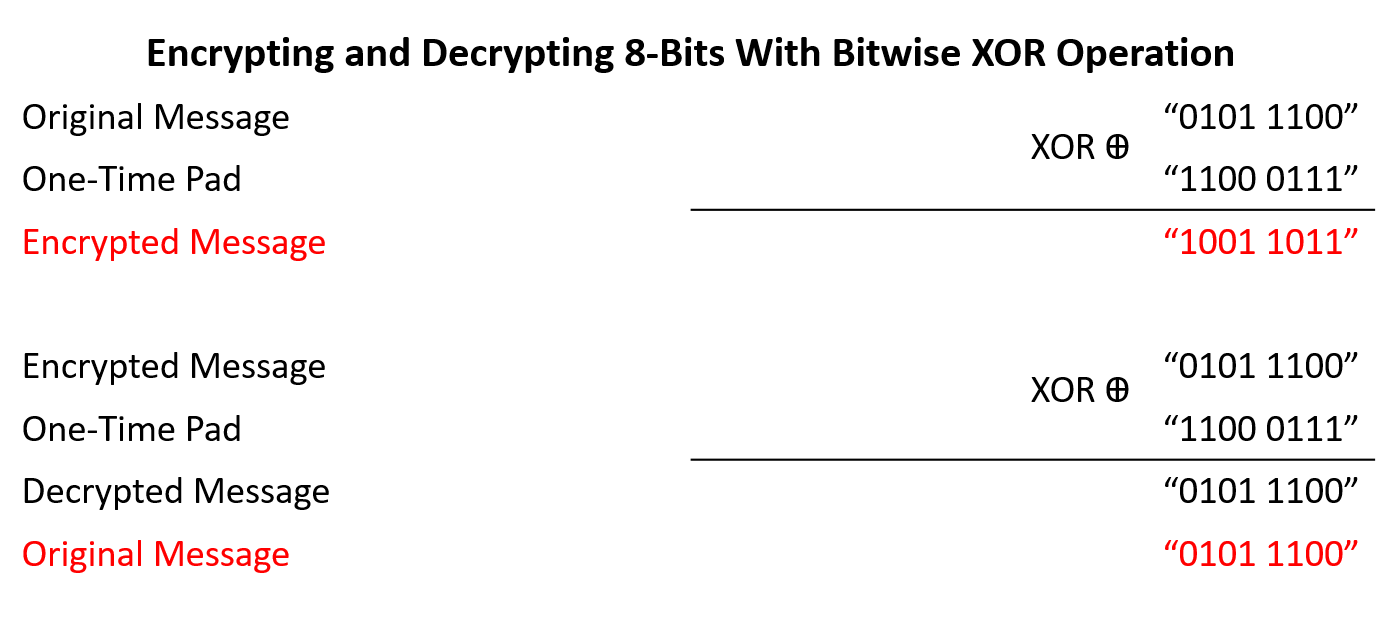 Encrypting and Decrypting 8-Bits With Bitwise XOR Operation
Original Message “0101 1100”
XOR ⊕
One-Time Pad “1100 0111”
Encrypted Message “1001 1011”
Encrypted Message “0101 1100”
XOR ⊕
One-Time Pad “1100 0111”
Decrypted Message “0101 1100”
Original Message “0101 1100”